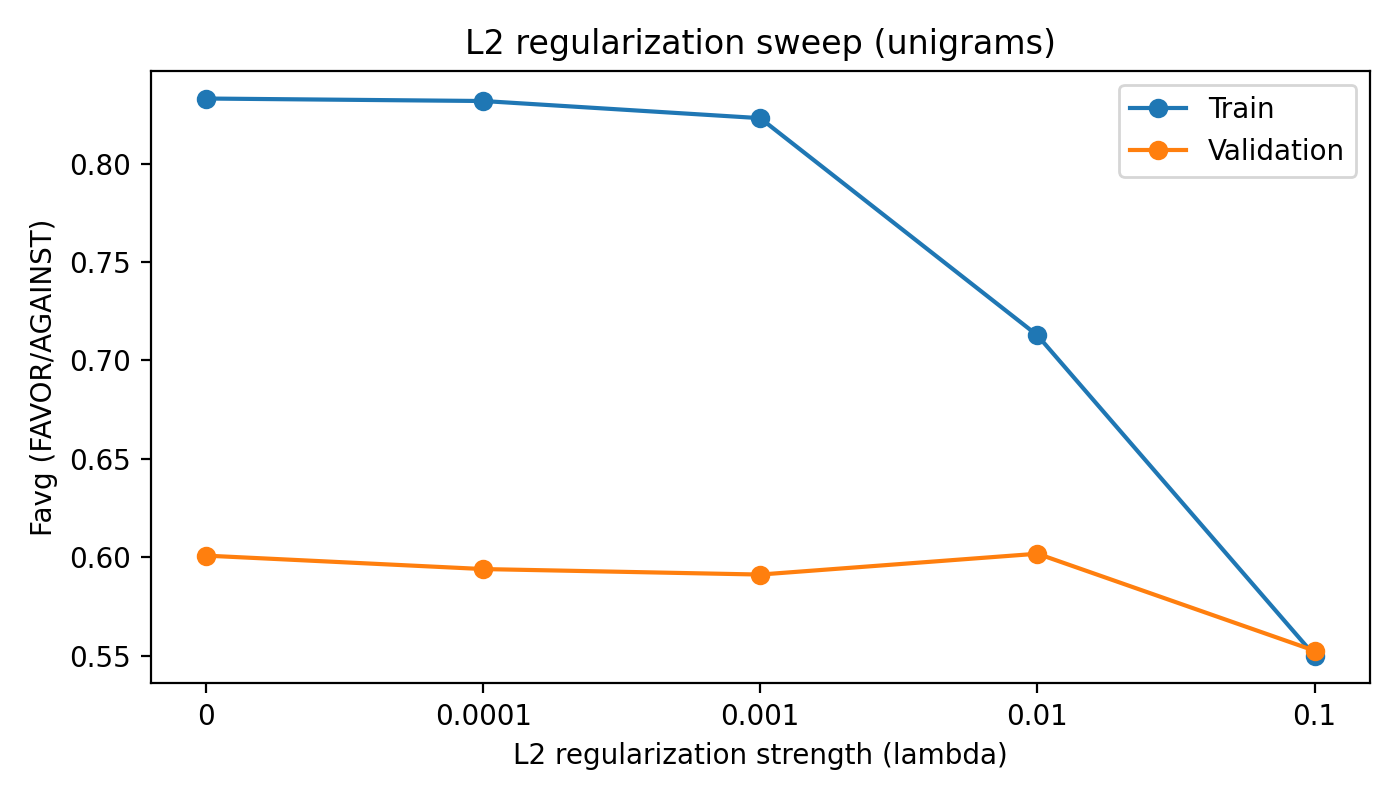 L2 regularization sweep (unigrams)
Train
Validation
Favg (FAVOR/AGAINST)
0.80
0.75
0.70
0.65
0.60
0.55
0
0.0001
0.001
0.01
0.1
L2 regularization strength (lambda)